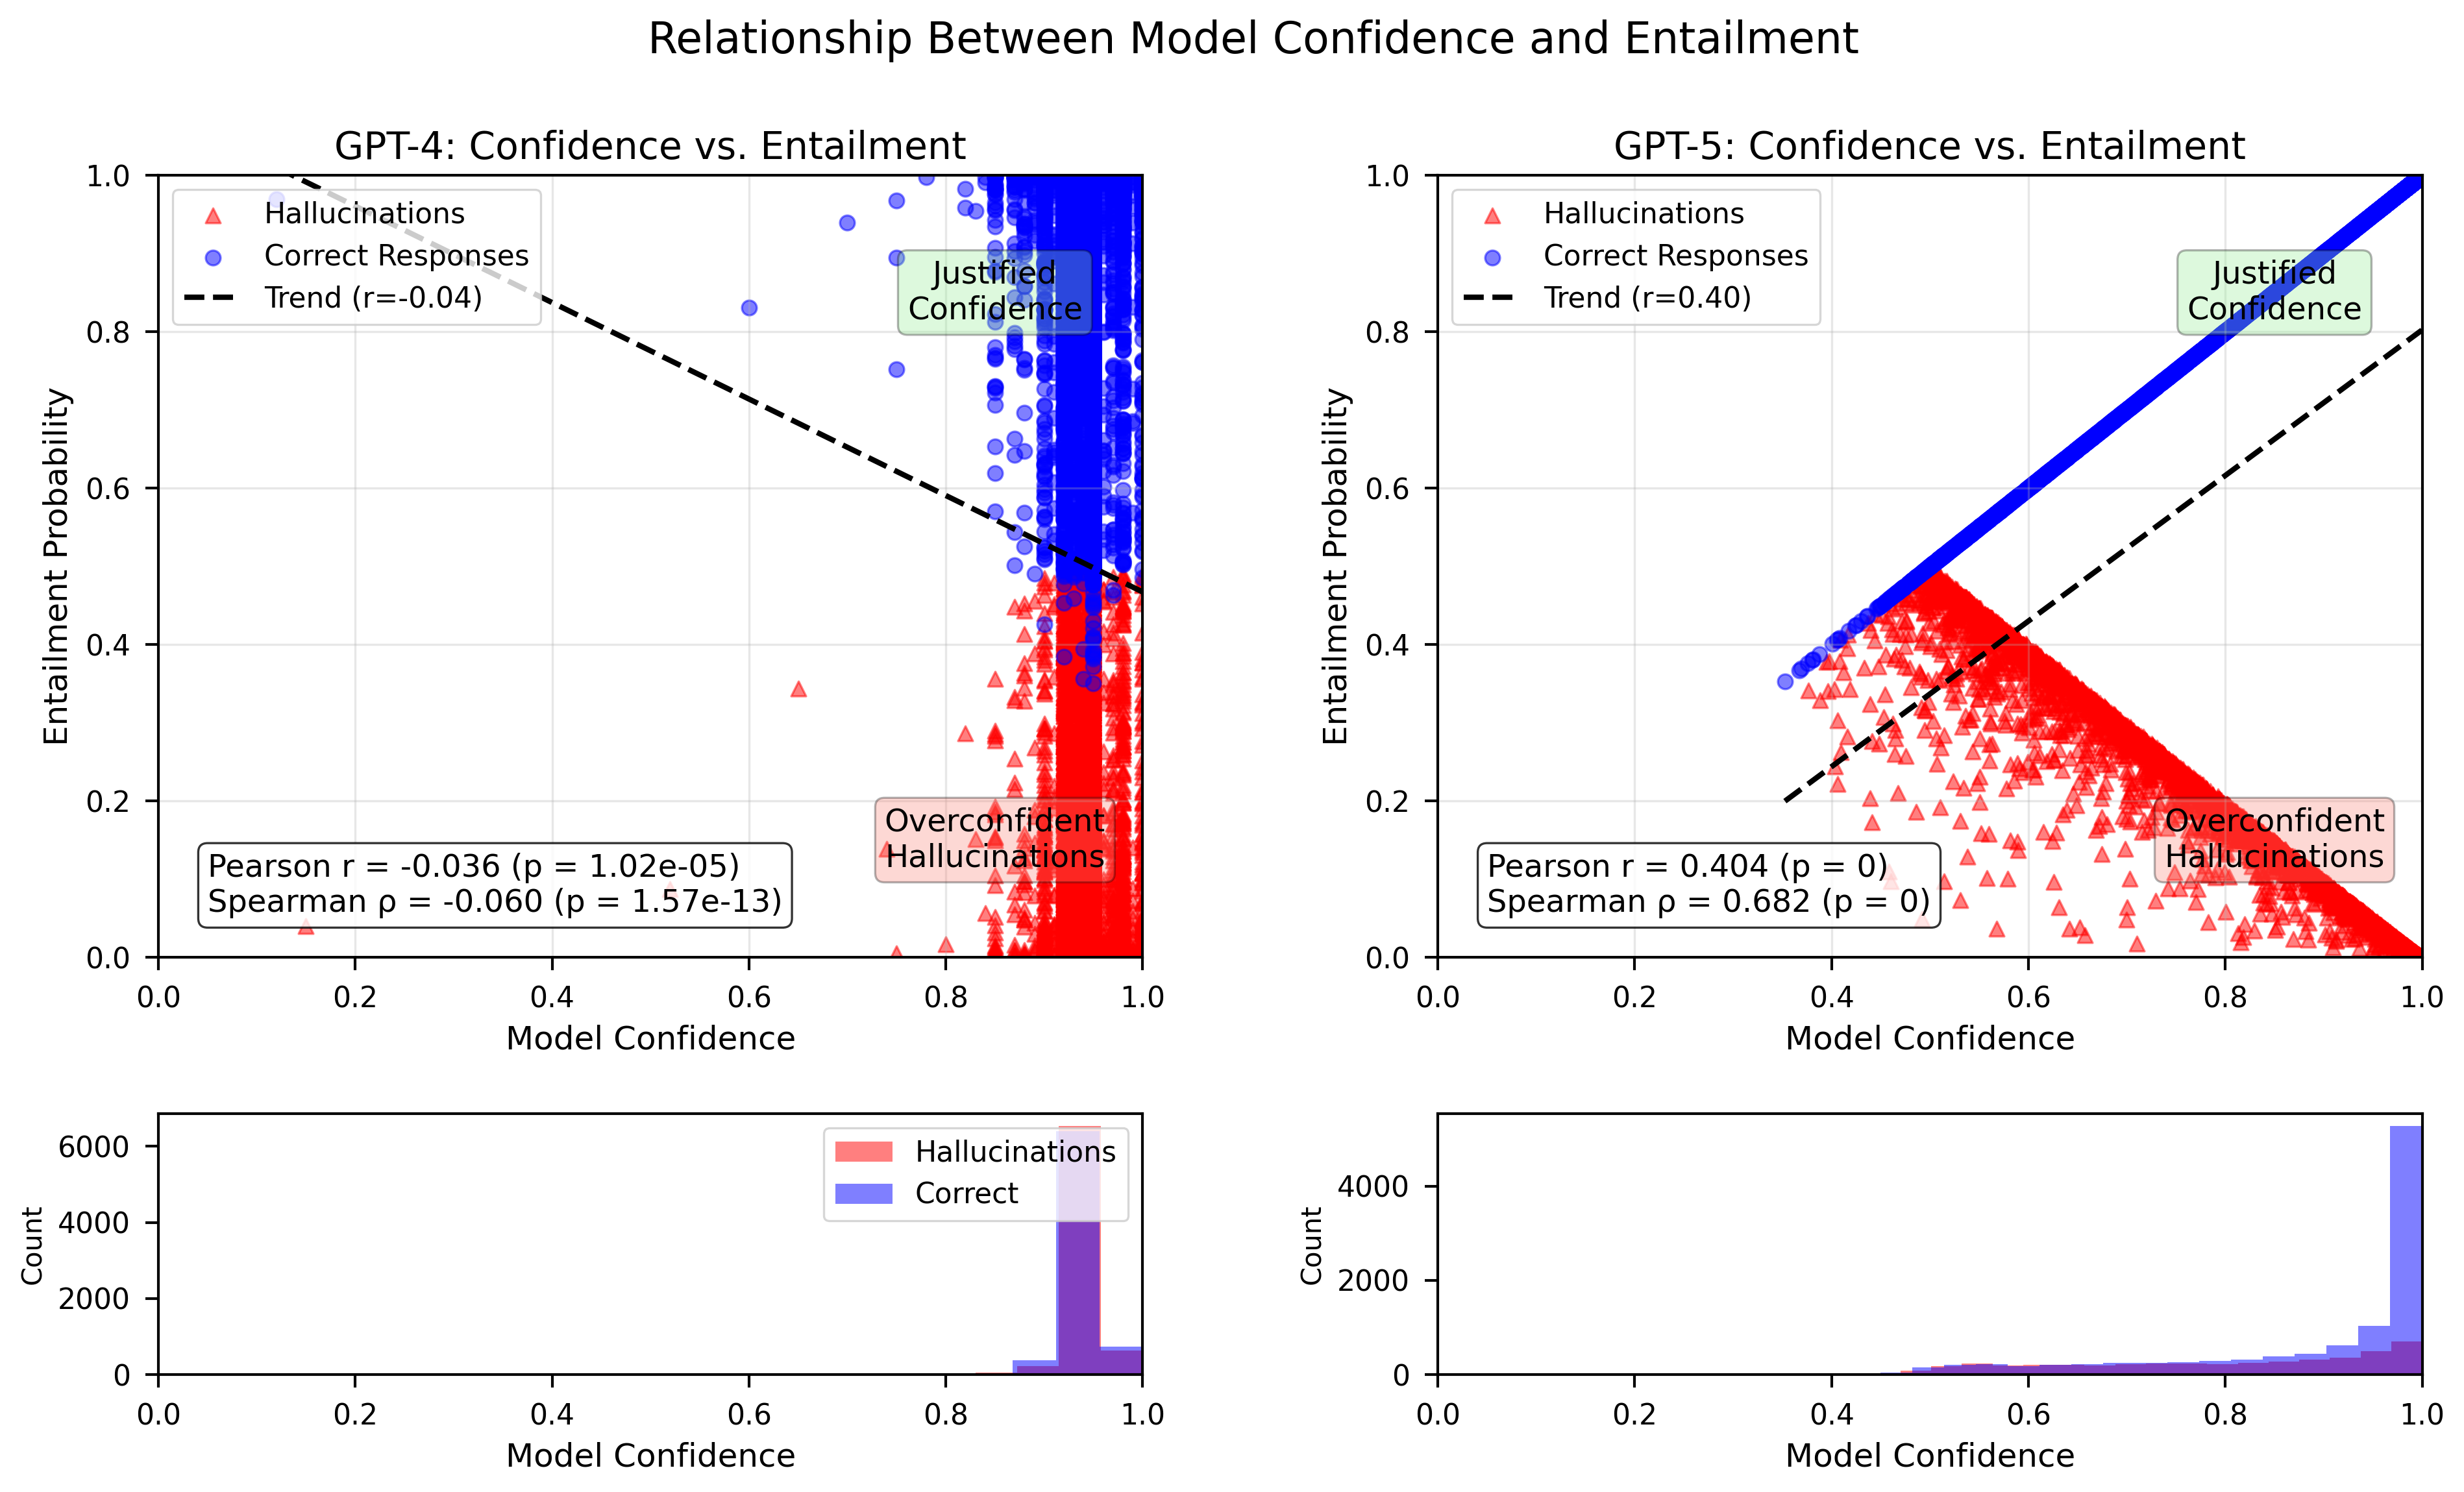 Relationship Between Model Confidence and Entailment
GPT-4: Confidence vs. Entailment
1.0
0.8
0.6
0.4
0.2
0.0
Entailment Probability
Hallucinations
Correct Responses
Trend (r=-0.04)
Justified
Confidence
Overconfident
Hallucinations
Pearson r = -0.036 (p = 1.02e-05)
Spearman ρ = -0.060 (p = 1.57e-13)
0.0 0.2 0.4 0.6 0.8 1.0
Model Confidence
GPT-5: Confidence vs. Entailment
1.0
0.8
0.6
0.4
0.2
0.0
Entailment Probability
Hallucinations
Correct Responses
Trend (r=0.40)
Justified
Confidence
Overconfident
Hallucinations
Pearson r = 0.404 (p = 0)
Spearman ρ = 0.682 (p = 0)
0.0 0.2 0.4 0.6 0.8 1.0
Model Confidence
6000
4000
2000
0
Count
Hallucinations
Correct
0.0 0.2 0.4 0.6 0.8 1.0
Model Confidence
4000
2000
0
Count
0.0 0.2 0.4 0.6 0.8 1.0
Model Confidence